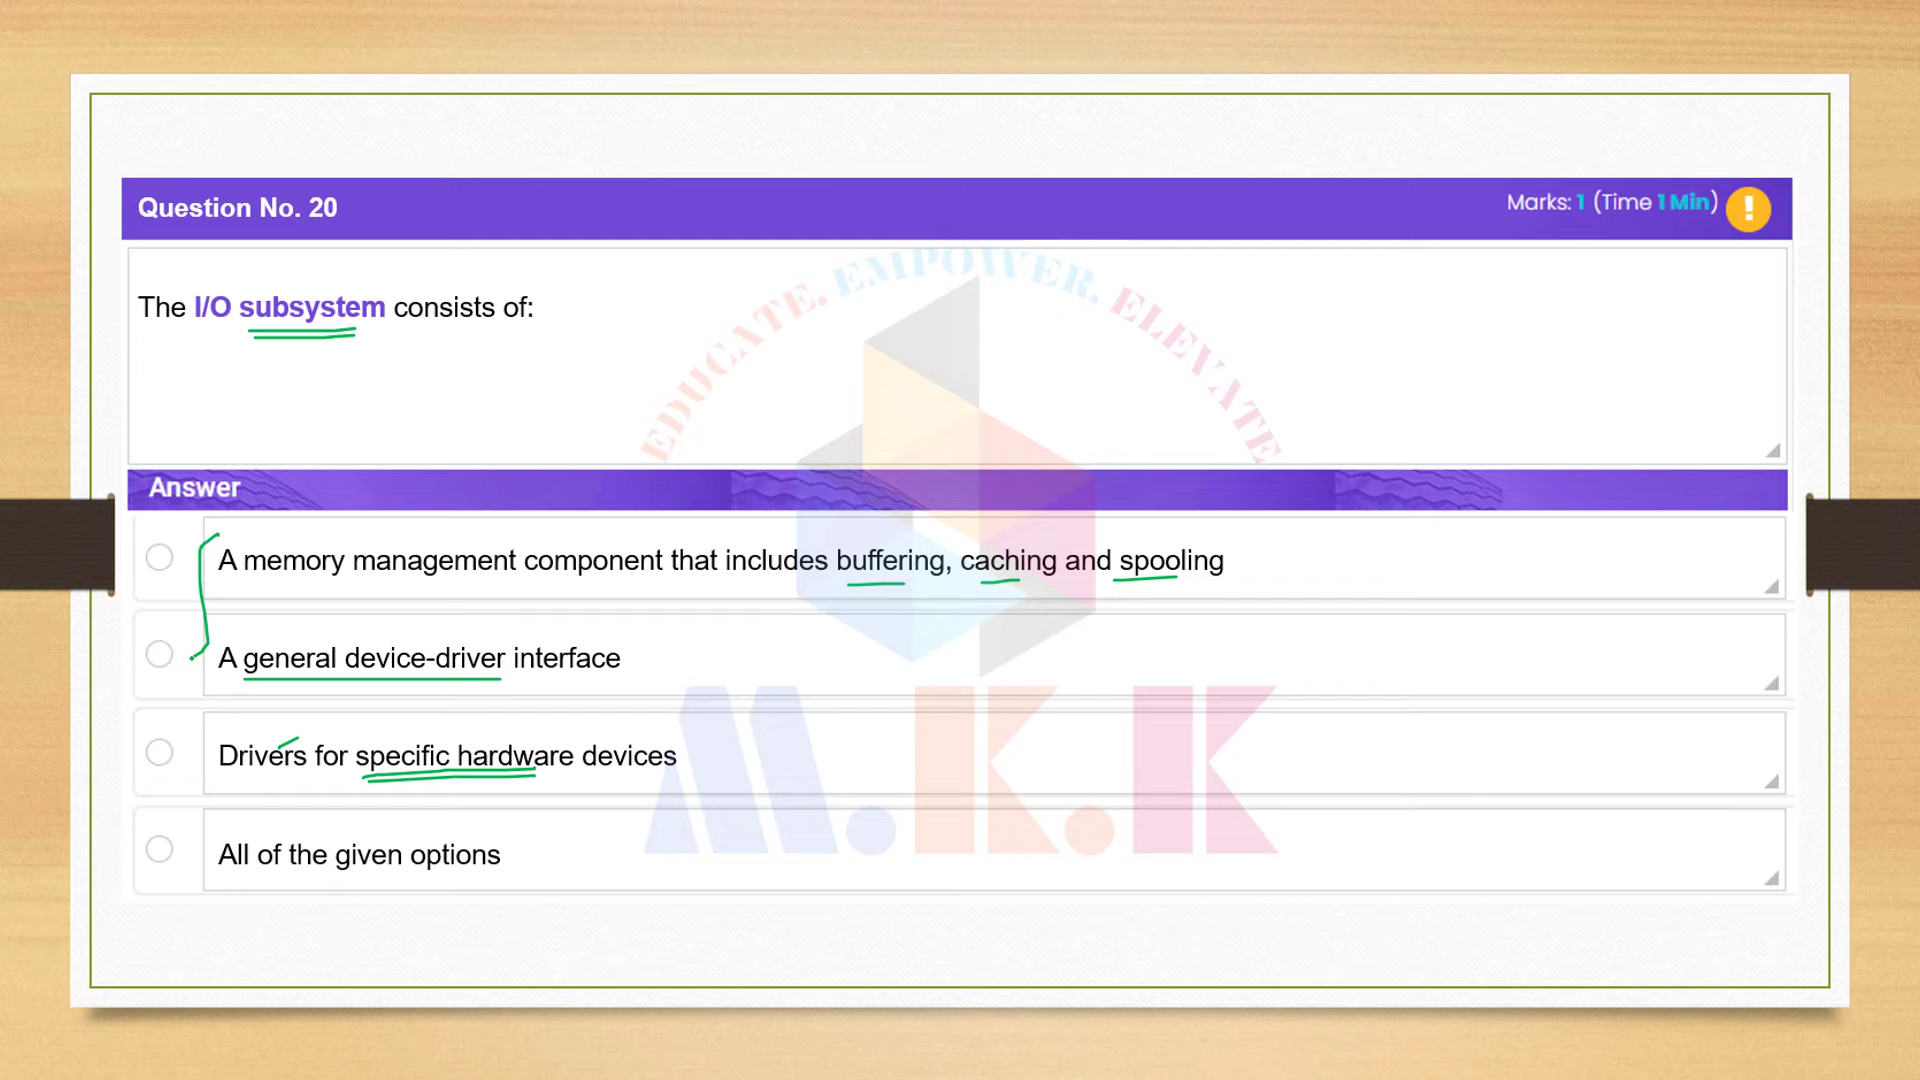 Question No. 20
Marks: 1 (Time 1 Min)
!
The I/O subsystem consists of:
EDUCATE. EMPOWER. ELEVATE
Answer
A memory management component that includes buffering, caching and spooling
A general device-driver interface
Drivers for specific hardware devices
All of the given options
M.K.K